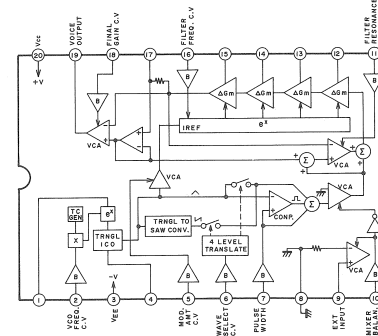 Vcc
VOICE
OUTPUT
FINAL
GAIN C.V
FILTER
FREQ. C.V
FILTER
RESONANCE
20
19
18
17
16
15
14
13
12
+V
B
B
B
ΔGm
ΔGm
ΔGm
ΔGm
VCA
IREF
eˣ
VCA
Σ
Σ
VCA
VCA
TC
GEN
eˣ
X
TRNGL
ICO
TRNGL TO
SAW CONV.
4 LEVEL
TRANSLATE
COMP.
Σ
VCA
B
-V
B
B
B
B
1
2
3
4
5
6
7
8
9
10
VCO
FREQ. C.V
VEE
MOD.
AMT C.V
WAVE
SELECT C.V
PULSE
WIDTH
EXT
INPUT
MIXER
BALAN.